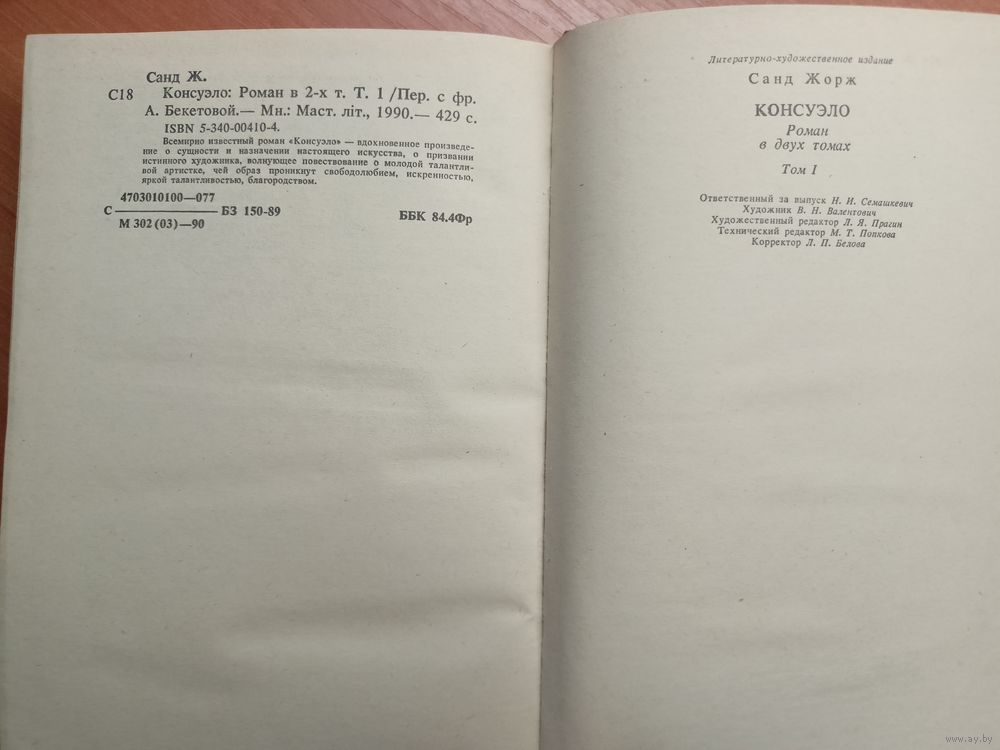 Санд Ж.
С18 Консуэло: Роман в 2-х т. Т. 1 /Пер. с фр.
А. Бекетовой.— Мн.: Маст. літ., 1990.— 429 с.
ISBN 5-340-00410-4.
Всемирно известный роман «Консуэло» — вдохновенное произведе-
ние о сущности и назначении настоящего искусства, о призвании
истинного художника, волнующее повествование о молодой талантли-
вой артистке, чей образ проникнут свободолюбием, искренностью,
яркой талантливостью, благородством.
4703010100—077
С ———— БЗ 150-89
М 302 (03)—90
ББК 84.4Фр
Литературно-художественное издание
Санд Жорж
КОНСУЭЛО
Роман
в двух томах
Том I
Ответственный за выпуск Н. И. Семашкевич
Художник В. Н. Валентович
Художественный редактор Л. Я. Прагин
Технический редактор М. Т. Попкова
Корректор Л. П. Белова
www.ay.by